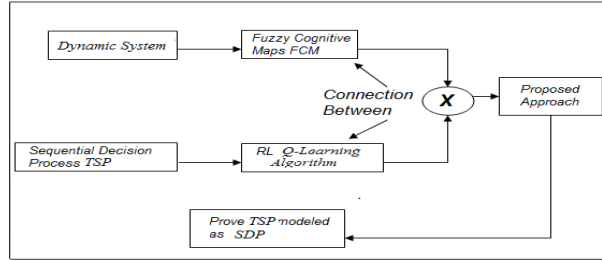 Dynamic System
Fuzzy Cognitive
Maps FCM
Connection
Between
X
Proposed
Approach
Sequential Decision
Process TSP
RL Q-Learning
Algorithm
Prove TSP modeled
as SDP